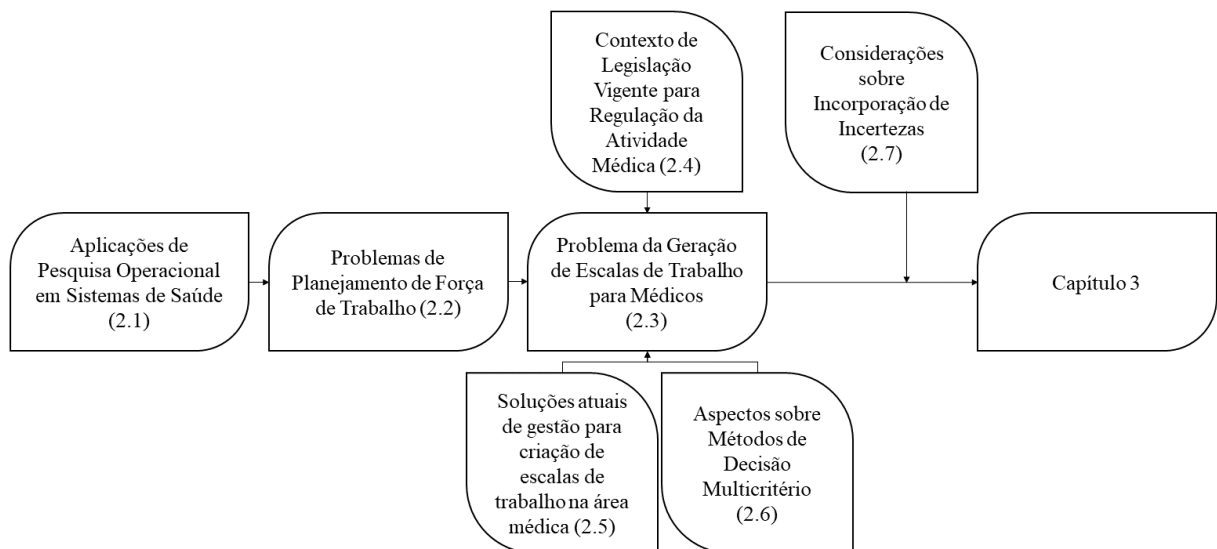 Contexto de
Legislação
Vigente para
Regulação da
Atividade
Médica (2.4)
Considerações
sobre
Incorporação de
Incertezas
(2.7)
Aplicações de
Pesquisa Operacional
em Sistemas de Saúde
(2.1)
Problemas de
Planejamento de Força
de Trabalho (2.2)
Problema da Geração
de Escalas de Trabalho
para Médicos
(2.3)
Capítulo 3
Soluções atuais
de gestão para
criação de
escalas de
trabalho na área
médica (2.5)
Aspectos sobre
Métodos de
Decisão
Multicritério
(2.6)